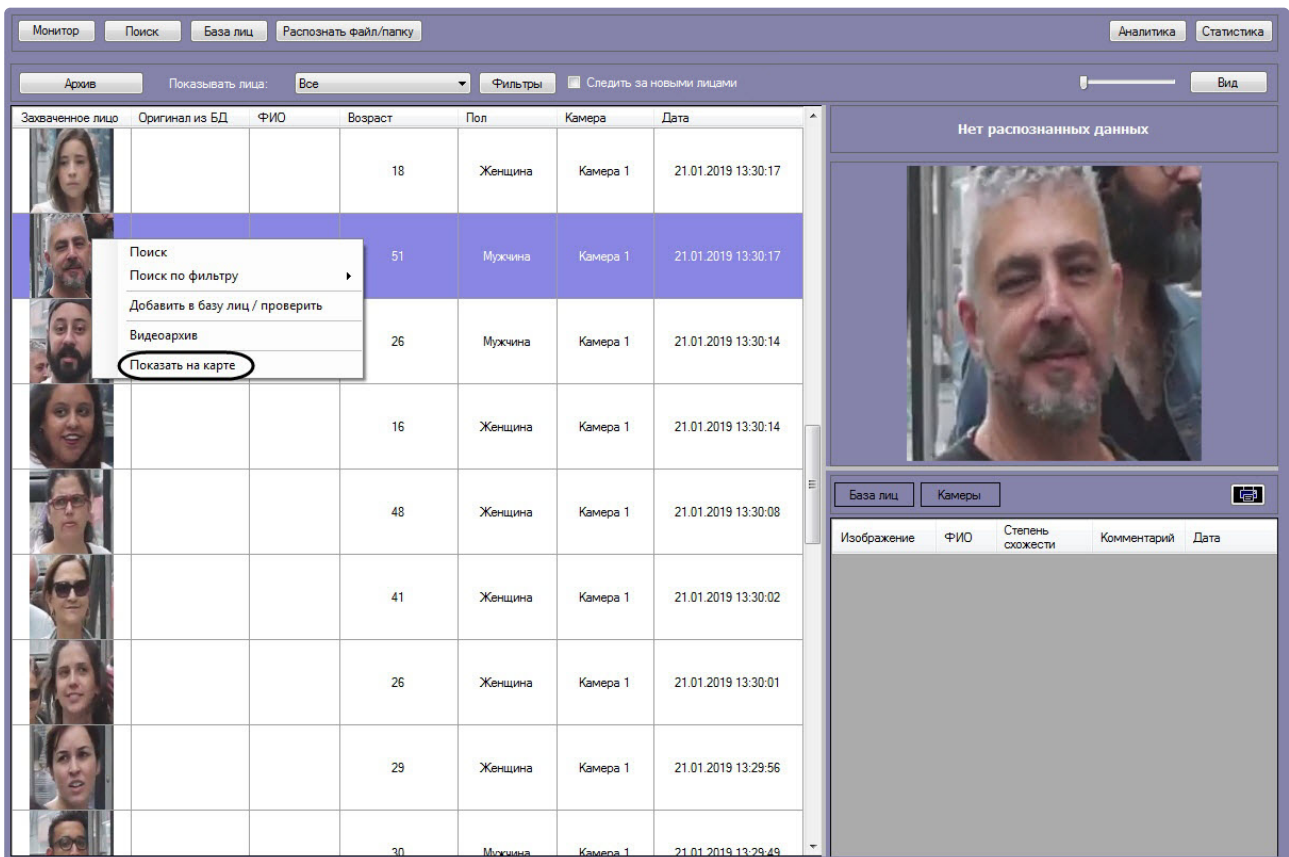 Монитор Поиск База лиц Распознать файл/папку Аналитика Статистика
Архив Показывать лица: Все Фильтры Следить за новыми лицами Вид
Захваченное лицо Оригинал из БД ФИО Возраст Пол Камера Дата
18 Женщина Камера 1 21.01.2019 13:30:17
51 Мужчина Камера 1 21.01.2019 13:30:17
Поиск
Поиск по фильтру
Добавить в базу лиц / проверить
Видеоархив
Показать на карте
26 Мужчина Камера 1 21.01.2019 13:30:14
16 Женщина Камера 1 21.01.2019 13:30:14
48 Женщина Камера 1 21.01.2019 13:30:08
41 Женщина Камера 1 21.01.2019 13:30:02
26 Женщина Камера 1 21.01.2019 13:30:01
29 Женщина Камера 1 21.01.2019 13:29:56
30 Мужчина Камера 1 21.01.2019 13:29:49
Нет распознанных данных
База лиц Камеры
Изображение ФИО Степень схожести Комментарий Дата